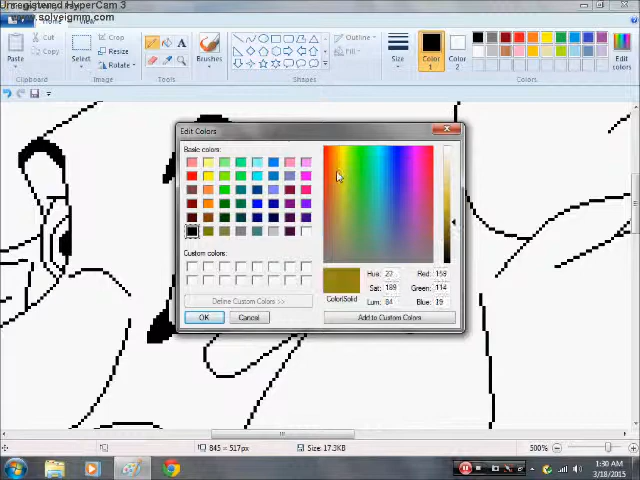 Unregistered HyperCam 3
www.solveigmm.com
Home
View
Paste
Cut
Copy
Clipboard
Select
Crop
Resize
Rotate
Image
Tools
Brushes
Shapes
Outline
Fill
Size
Color 1
Color 2
Colors
Edit colors
Edit Colors
Basic colors:
Custom colors:
Define Custom Colors >>
OK
Cancel
Color|Solid
Hue: 27
Sat: 189
Lum: 84
Red: 159
Green: 114
Blue: 19
Add to Custom Colors
845 × 517px
Size: 17.3KB
500%
1:30 AM
3/18/2015